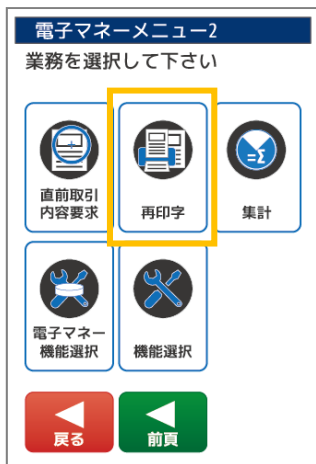 電子マネーメニュー2
業務を選択して下さい
直前取引
内容要求
再印字
=Σ
集計
電子マネー
機能選択
機能選択
戻る
前頁